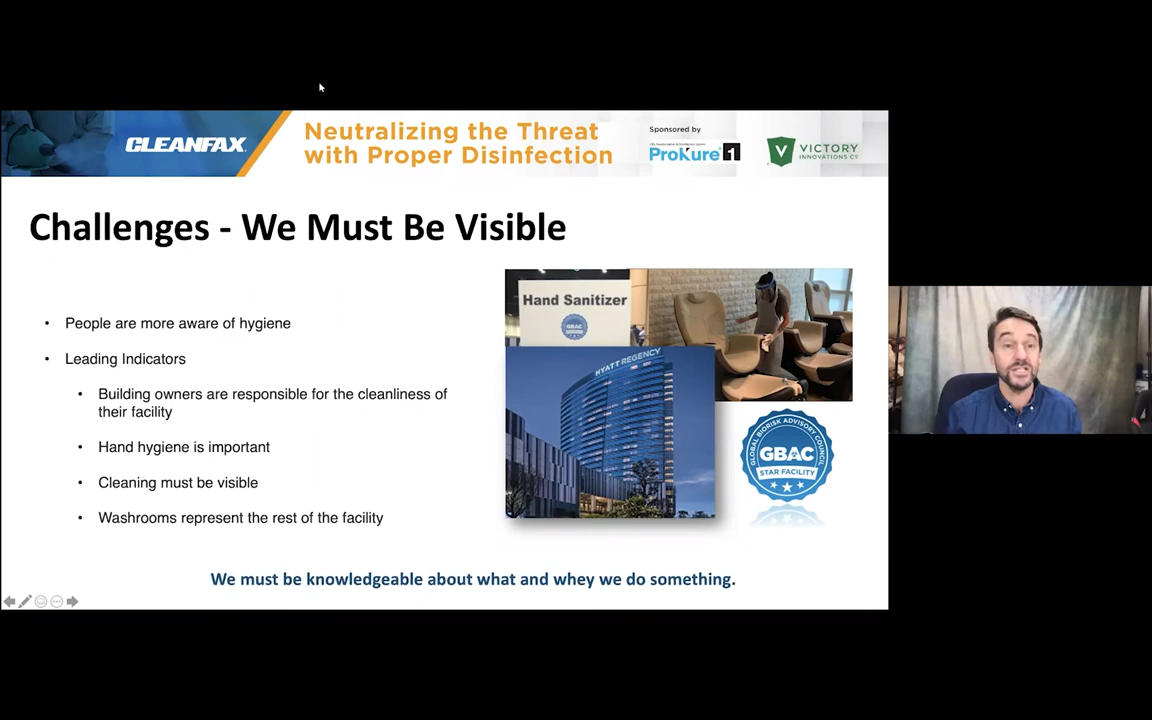 CLEANFAX
Neutralizing the Threat
with Proper Disinfection
Sponsored by
ProKure 1
V VICTORY
INNOVATIONS CO
Challenges - We Must Be Visible
• People are more aware of hygiene
• Leading Indicators
• Building owners are responsible for the cleanliness of
their facility
• Hand hygiene is important
• Cleaning must be visible
• Washrooms represent the rest of the facility
Hand Sanitizer
GBAC
HYATT REGENCY
GLOBAL BIORISK ADVISORY COUNCIL
GBAC
STAR FACILITY
We must be knowledgeable about what and whey we do something.